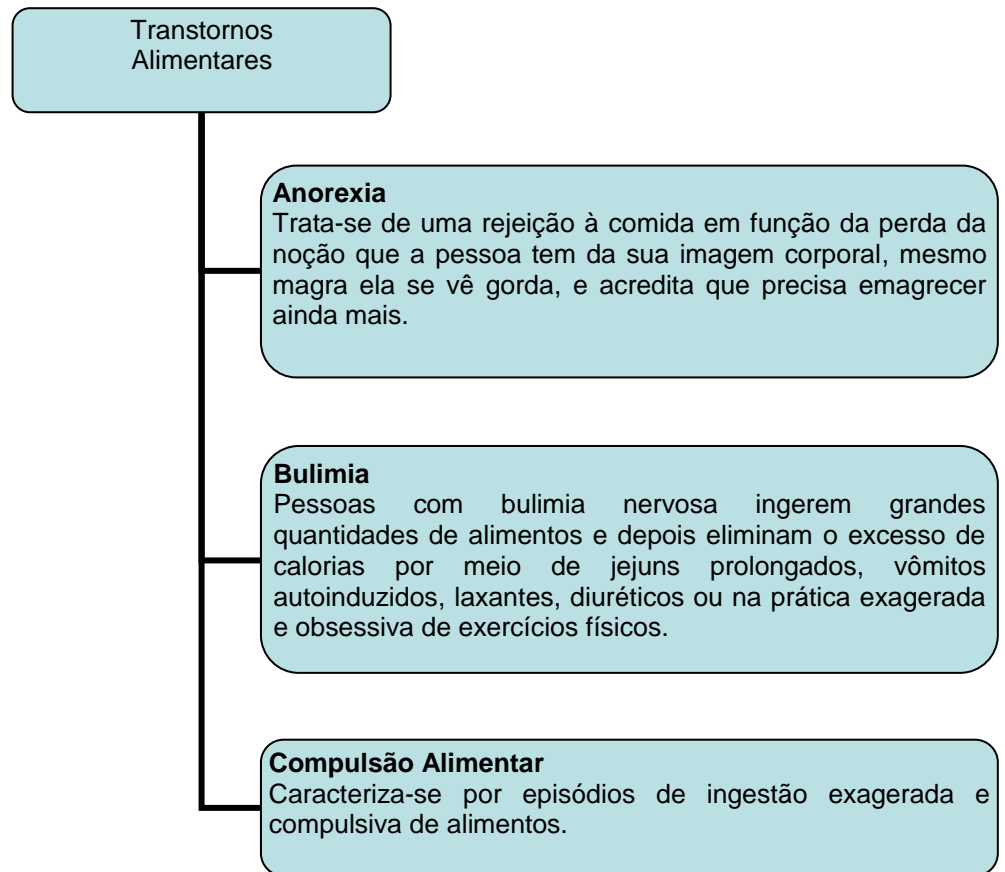 Transtornos
Alimentares
Anorexia
Trata-se de uma rejeição à comida em função da perda da
noção que a pessoa tem da sua imagem corporal, mesmo
magra ela se vê gorda, e acredita que precisa emagrecer
ainda mais.
Bulimia
Pessoas com bulimia nervosa ingerem grandes
quantidades de alimentos e depois eliminam o excesso de
calorias por meio de jejuns prolongados, vômitos
autoinduzidos, laxantes, diuréticos ou na prática exagerada
e obsessiva de exercícios físicos.
Compulsão Alimentar
Caracteriza-se por episódios de ingestão exagerada e
compulsiva de alimentos.